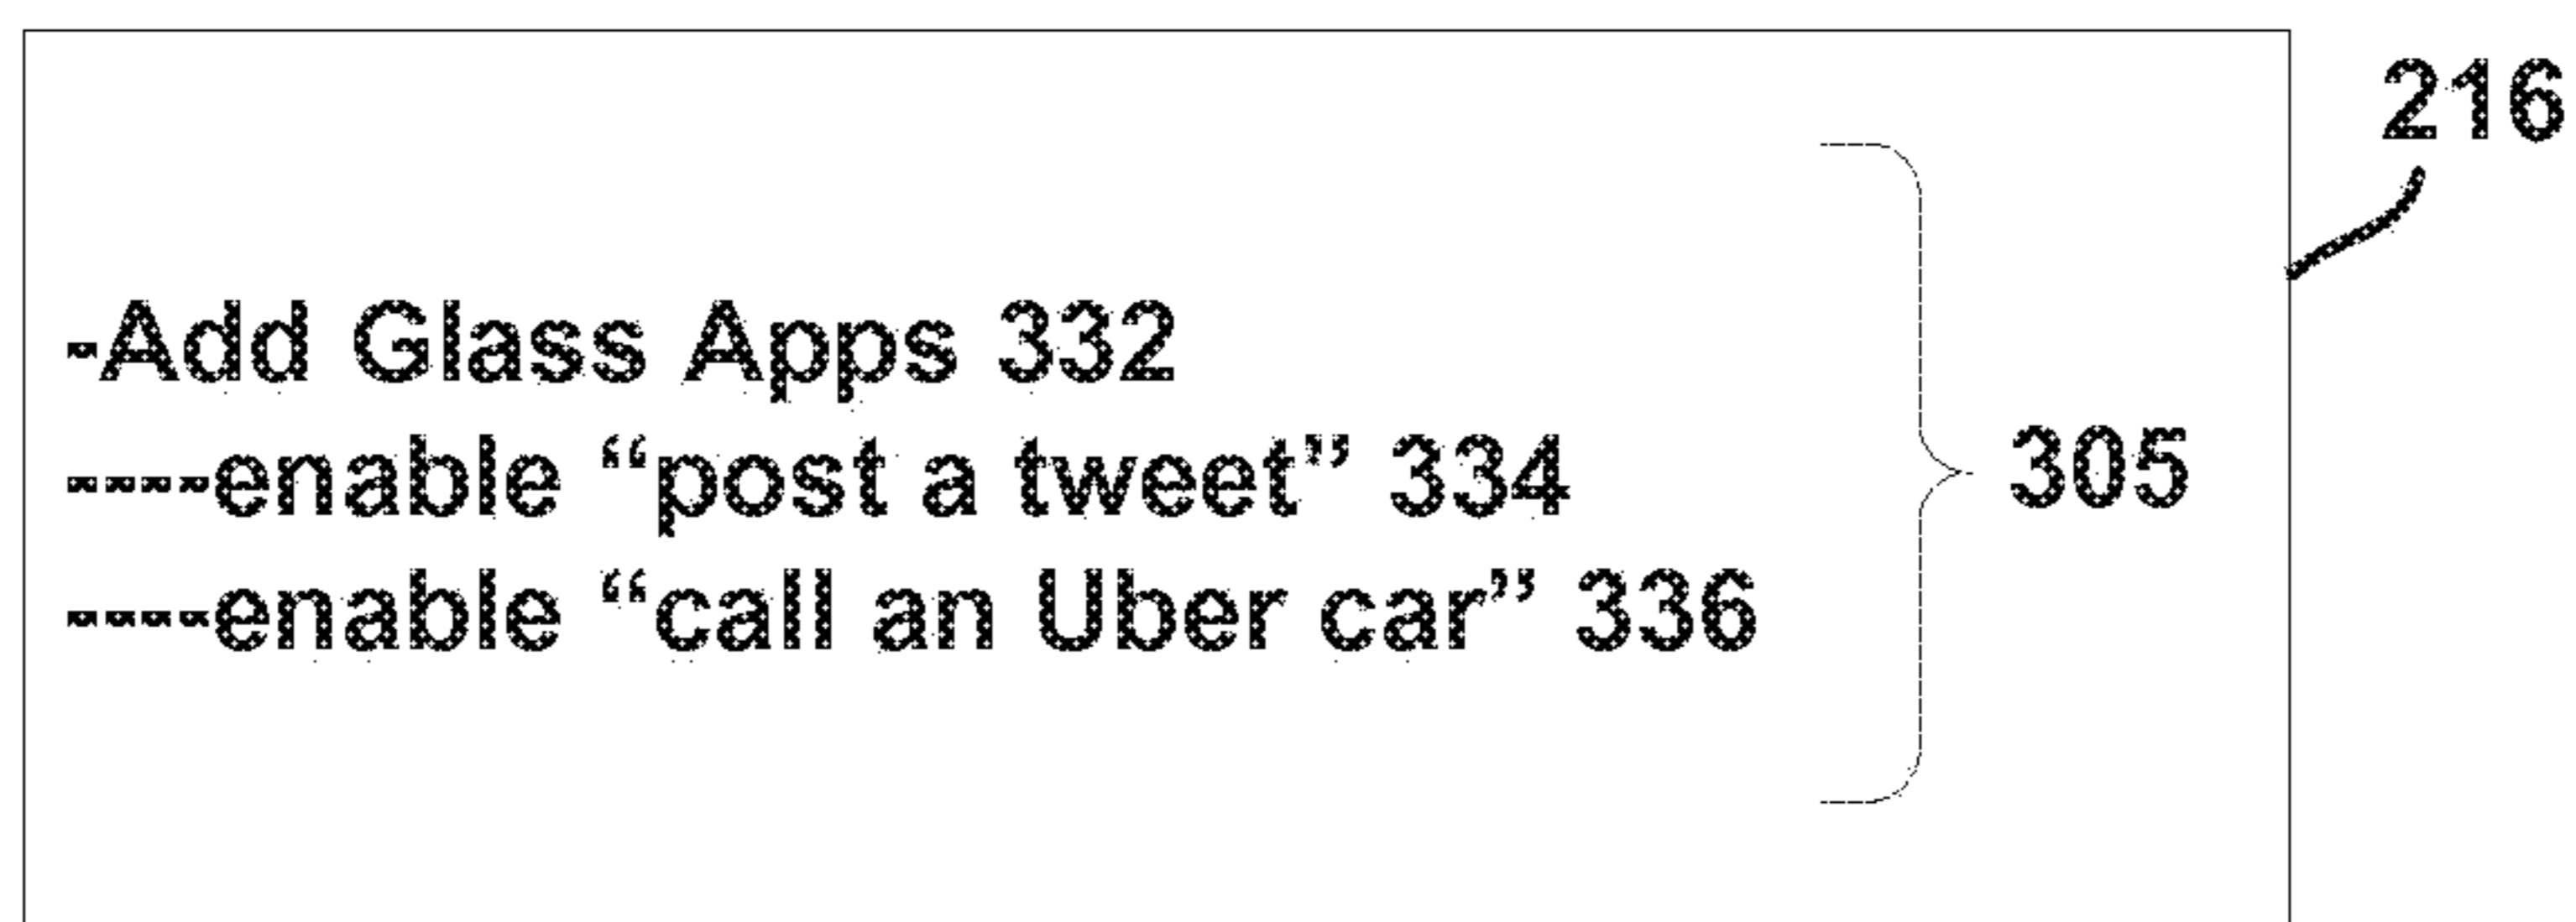 216
-Add Glass Apps 332
----enable “post a tweet” 334
----enable “call an Uber car” 336
305